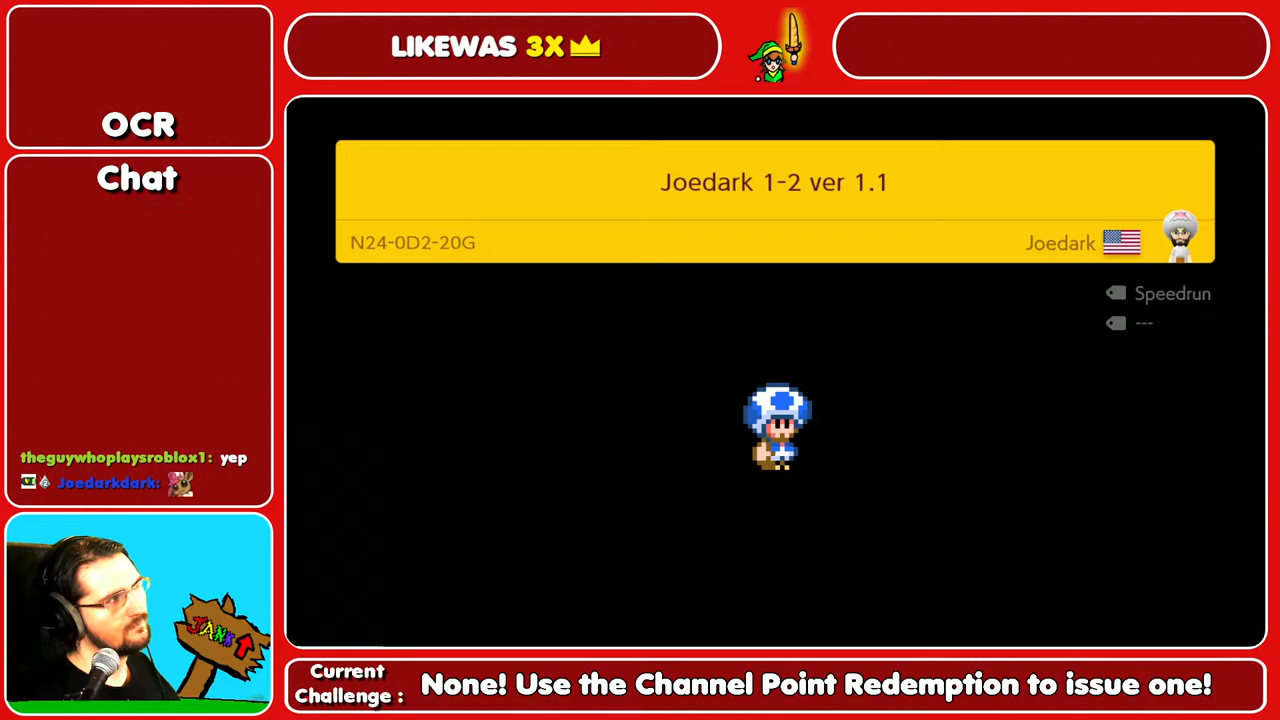 OCR
Chat
theguywhoplaysroblox1: yep
Joedarkdark:
JANK
LIKEWAS 3X
Joedark 1-2 ver 1.1
N24-0D2-20G
Joedark
Speedrun
---
Current
Challenge :
None! Use the Channel Point Redemption to issue one!